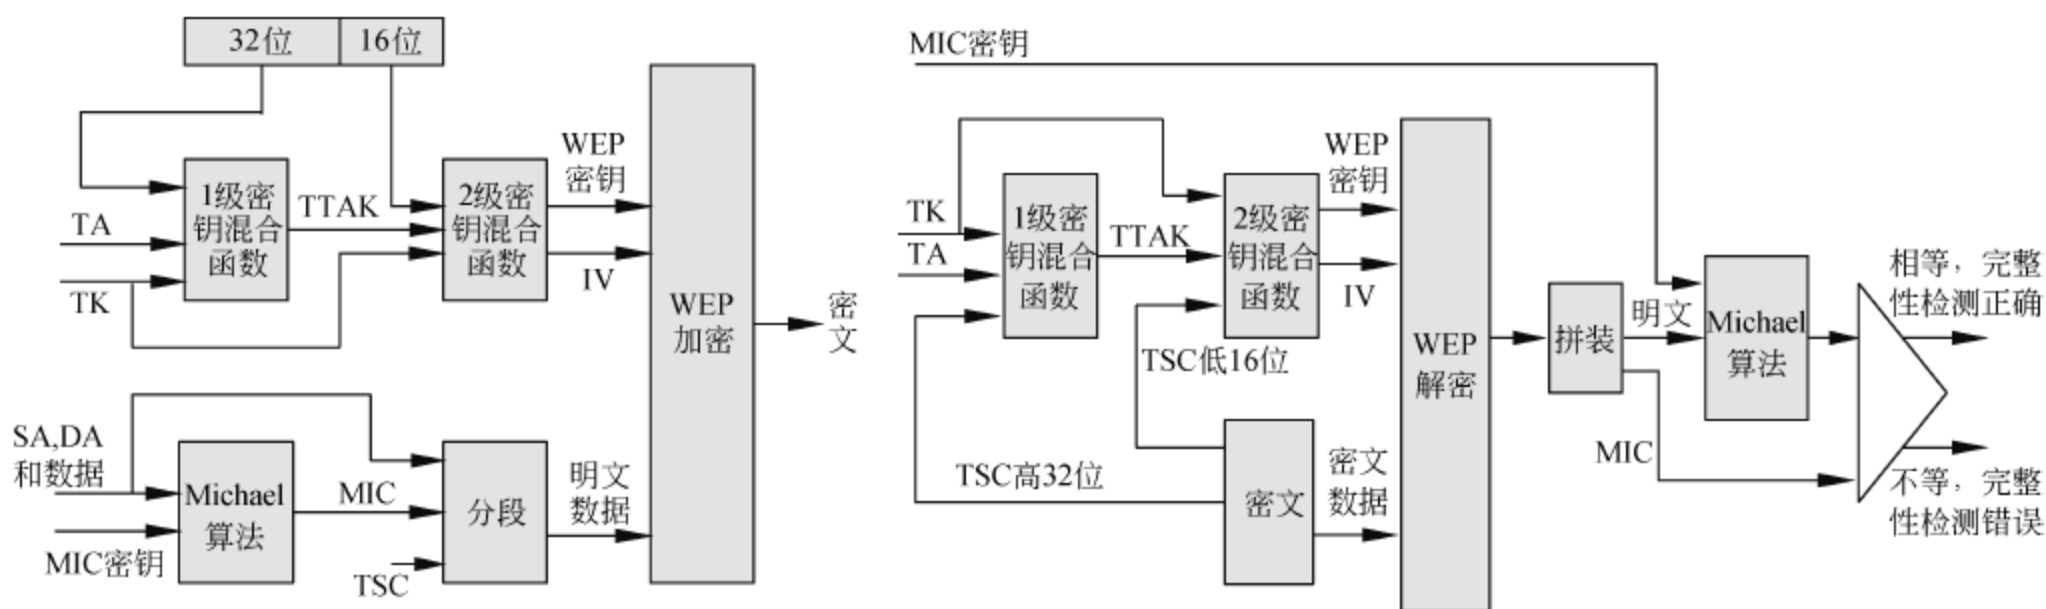 32位
16位
WEP
密钥
1级密
钥混合
函数
TTAK
2级密
钥混合
函数
TA
TK
IV
WEP
加密
密
文
SA,DA
和数据
Michael
算法
MIC
分段
明文
数据
MIC密钥
TSC
MIC密钥
WEP
密钥
TK
TA
1级密
钥混合
函数
TTAK
2级密
钥混合
函数
IV
TSC低16位
TSC高32位
密文
密文
数据
WEP
解密
拼装
明文
Michael
算法
MIC
相等，完整
性检测正确
不等，完整
性检测错误